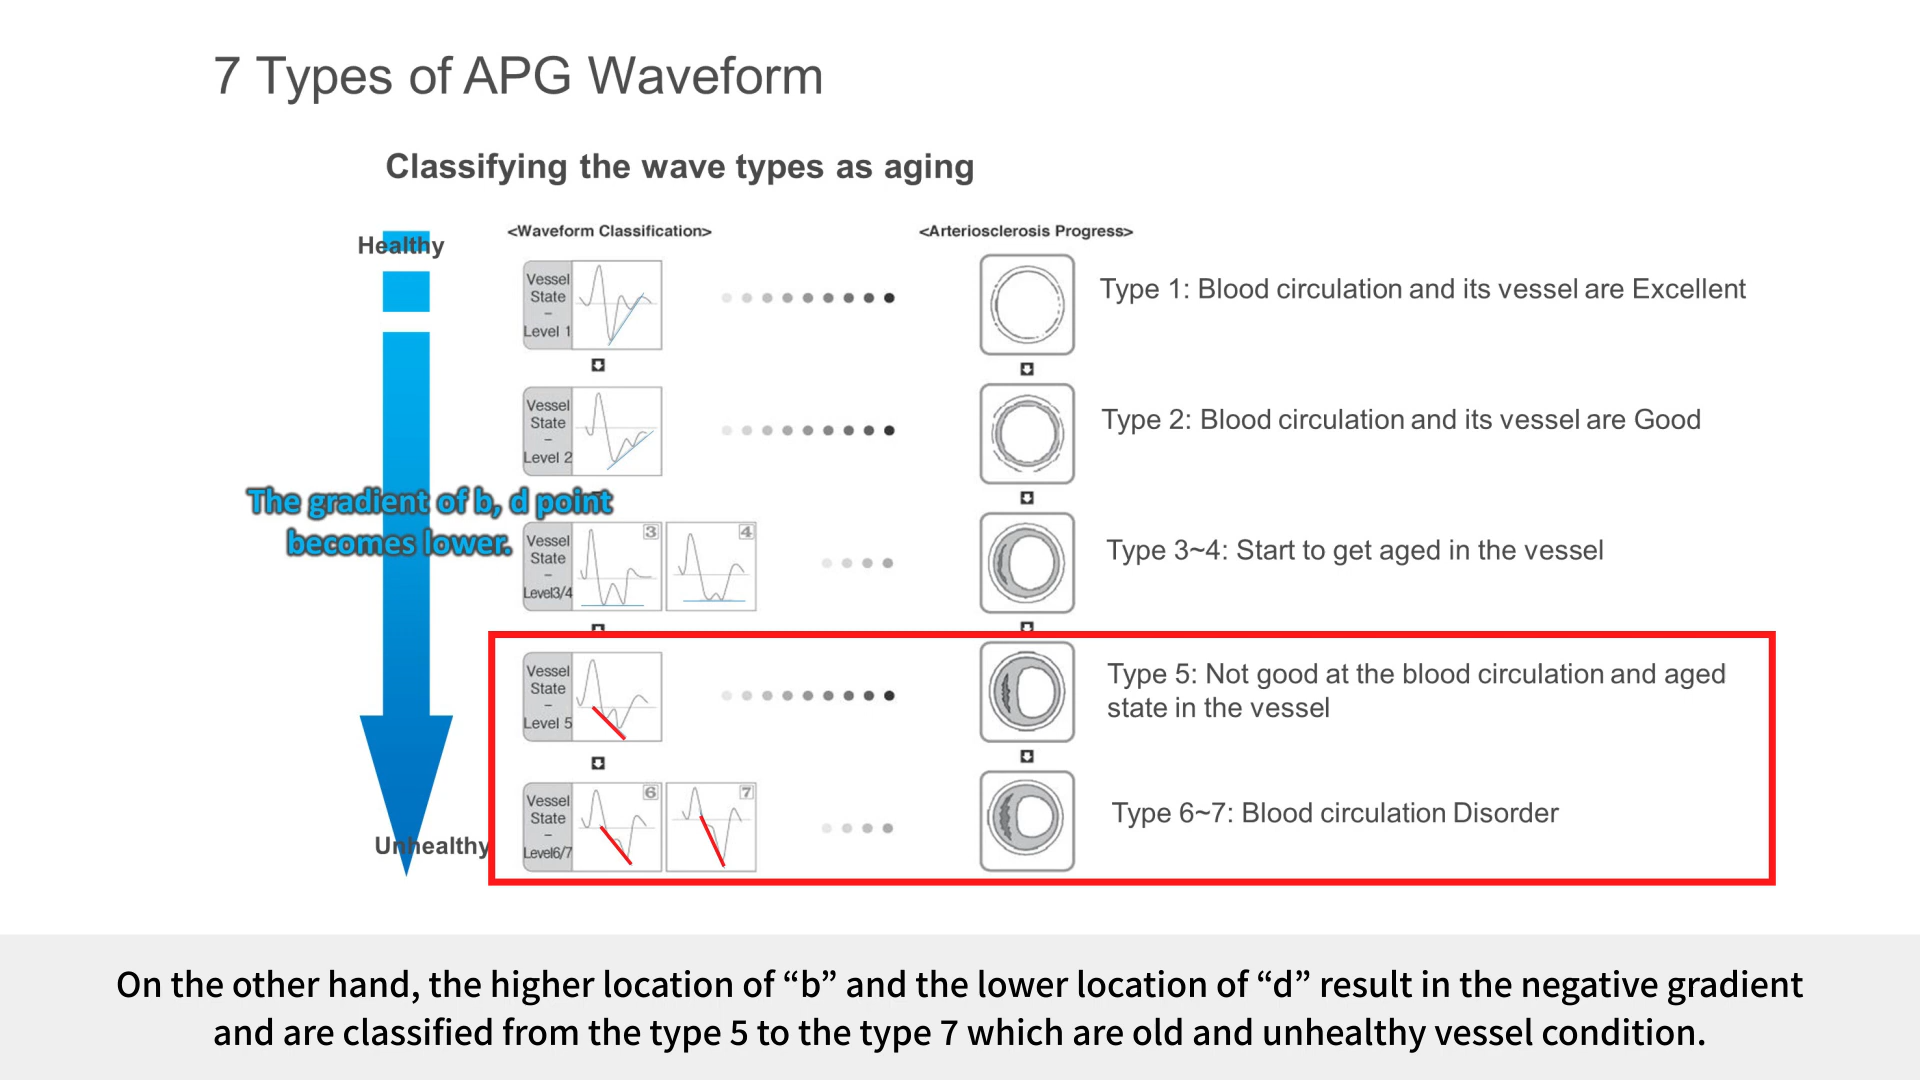 7 Types of APG Waveform
Classifying the wave types as aging
<Waveform Classification>
<Arteriosclerosis Progress>
Healthy
Vessel
State
–
Level 1
Type 1: Blood circulation and its vessel are Excellent
Vessel
State
–
Level 2
Type 2: Blood circulation and its vessel are Good
The gradient of b, d point
becomes lower.
Vessel
State
–
Level3/4
3
4
Type 3~4: Start to get aged in the vessel
Vessel
State
–
Level 5
Type 5: Not good at the blood circulation and aged
state in the vessel
Vessel
State
–
Level6/7
6
7
Type 6~7: Blood circulation Disorder
Unhealthy
On the other hand, the higher location of “b” and the lower location of “d” result in the negative gradient
and are classified from the type 5 to the type 7 which are old and unhealthy vessel condition.